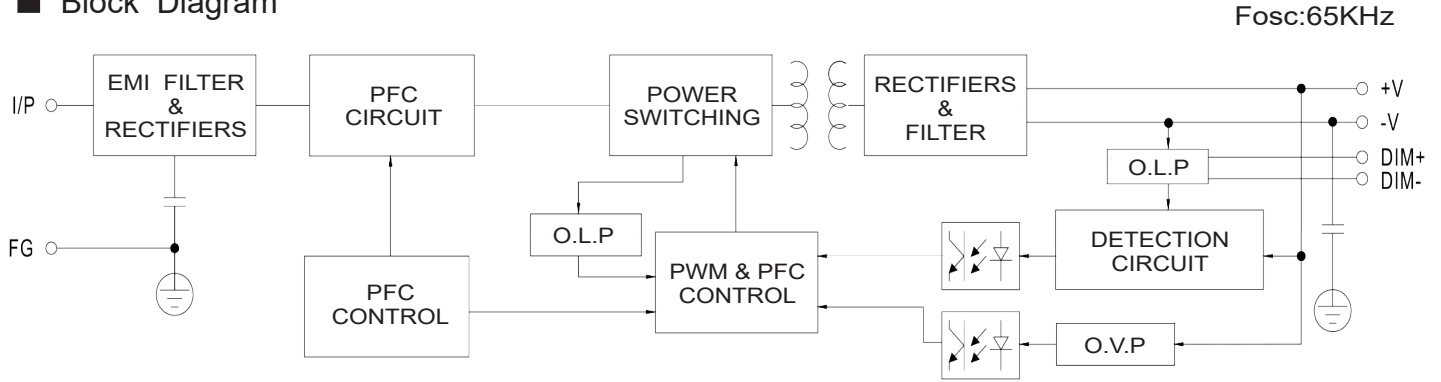 ■ Block Diagram
Fosc:65KHz
I/P
EMI FILTER
&
RECTIFIERS
PFC
CIRCUIT
POWER
SWITCHING
RECTIFIERS
&
FILTER
+V
-V
DIM+
DIM-
O.L.P
FG
O.L.P
DETECTION
CIRCUIT
PFC
CONTROL
PWM & PFC
CONTROL
O.V.P